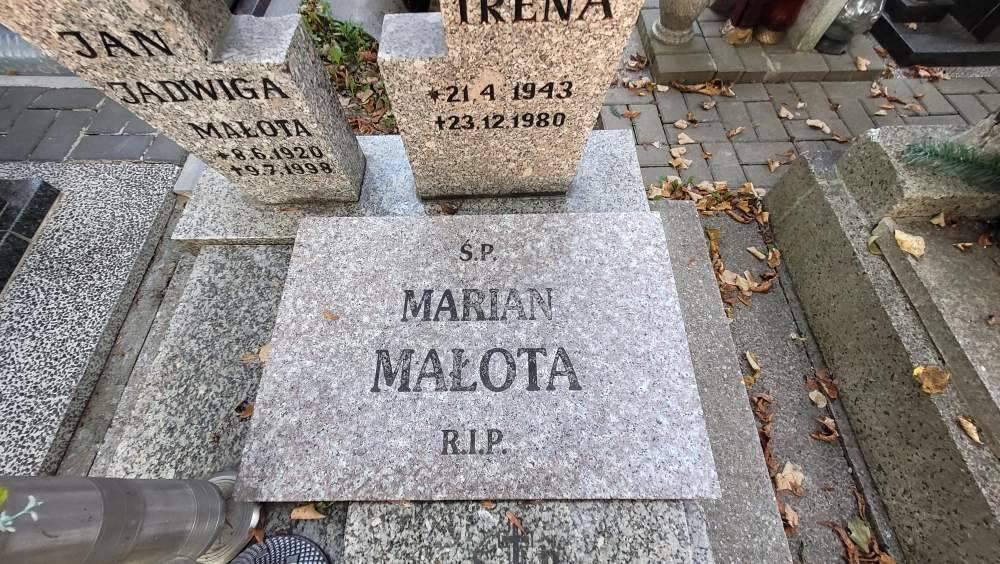 JAN
JADWIGA
MAŁOTA
*8.6.1920
†9.7.1998
IRENA
*21.4 1943
†23.12.1980
Ś.P.
MARIAN
MAŁOTA
R.I.P.